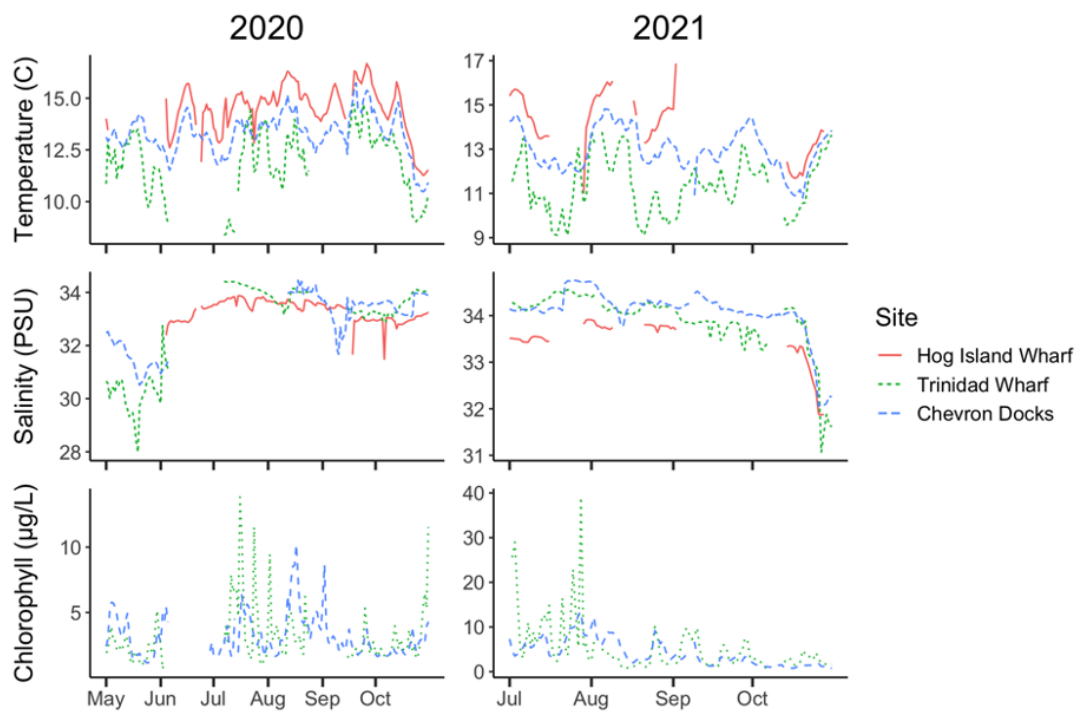 2020 2021
Temperature (C)
15.0
12.5
10.0
17
15
13
11
9
Salinity (PSU)
34
32
30
28
34
33
32
31
Chlorophyll (µg/L)
10
5
40
30
20
10
0
May Jun Jul Aug Sep Oct
Jul Aug Sep Oct
Site
Hog Island Wharf
Trinidad Wharf
Chevron Docks